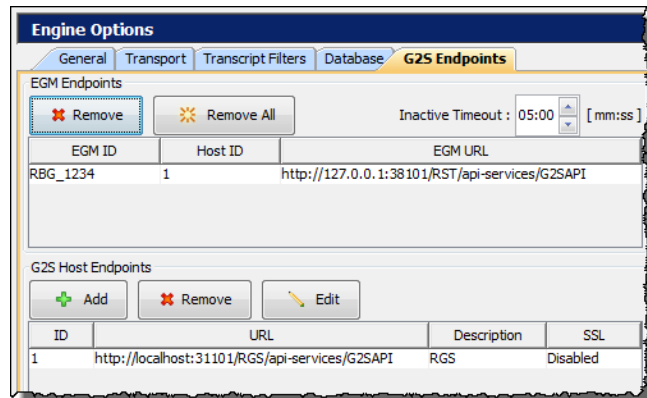 Engine Options
General Transport Transcript Filters Database G2S Endpoints
EGM Endpoints
Remove Remove All Inactive Timeout : 05:00 [ mm:ss ]
EGM ID Host ID EGM URL
RBG_1234 1 http://127.0.0.1:38101/RST/api-services/G2SAPI
G2S Host Endpoints
Add Remove Edit
ID URL Description SSL
1 http://localhost:31101/RGS/api-services/G2SAPI RGS Disabled